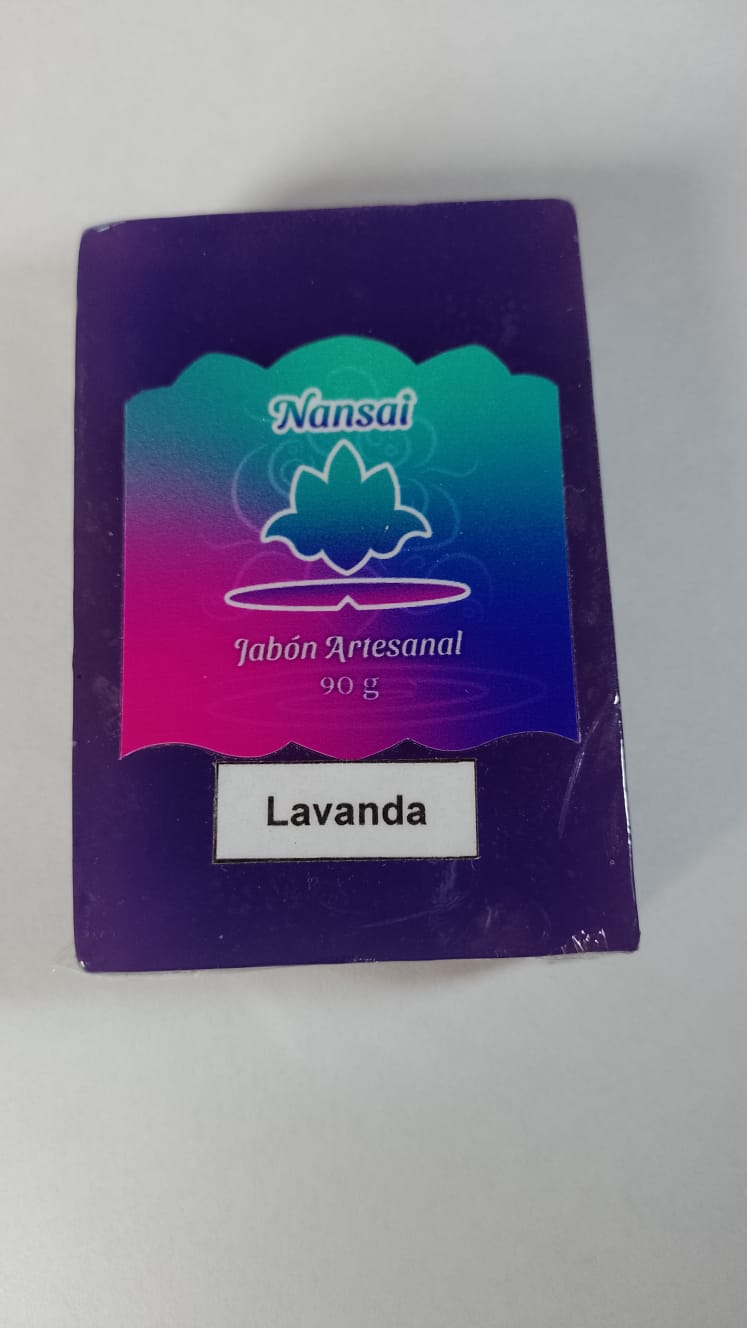 Nansai
Jabón Artesanal
90 g
Lavanda